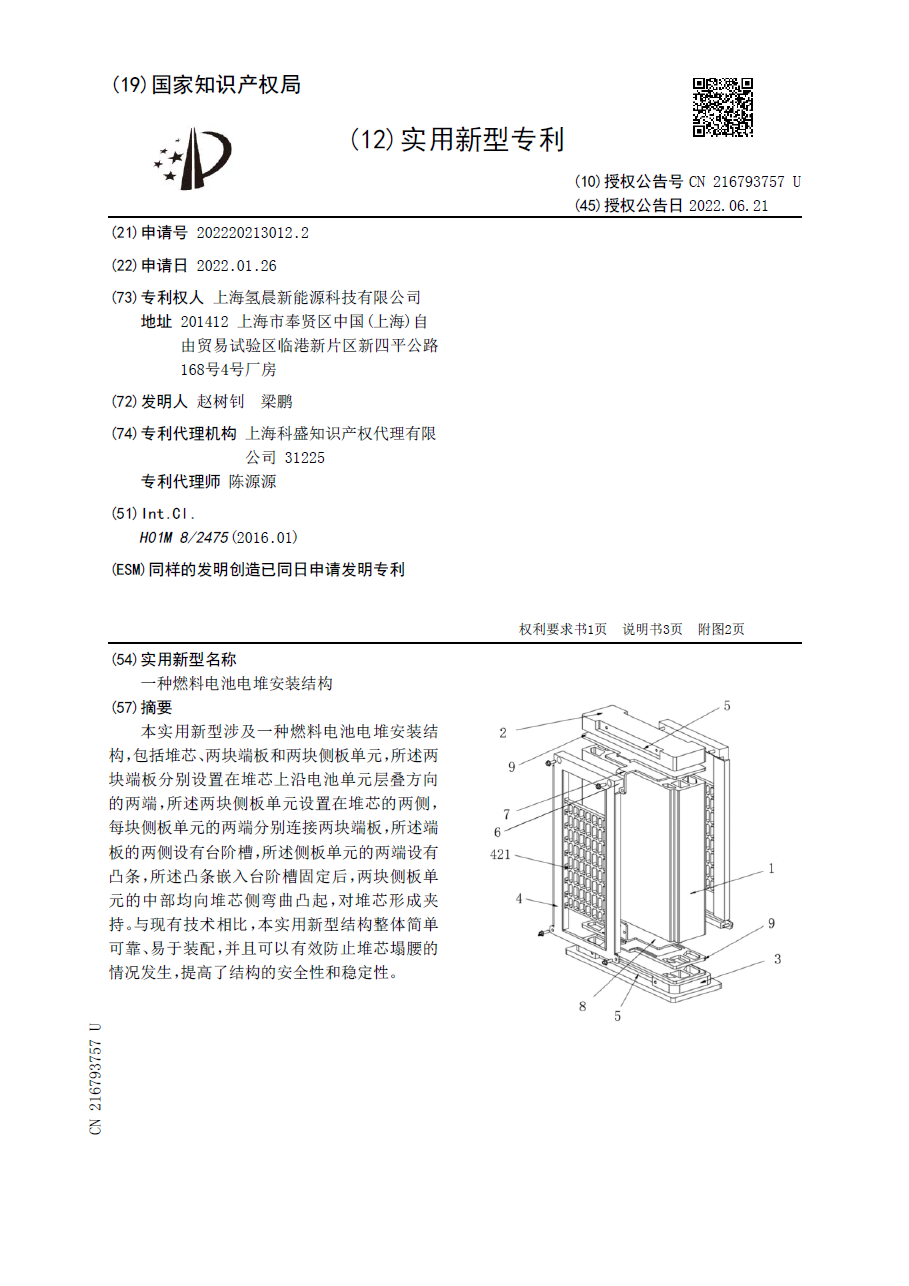 (19)国家知识产权局
(12)实用新型专利
(10)授权公告号 CN 216793757 U
(45)授权公告日 2022.06.21
(21)申请号 202220213012.2
(22)申请日 2022.01.26
(73)专利权人 上海氢晨新能源科技有限公司
地址 201412 上海市奉贤区中国(上海)自
由贸易试验区临港新片区新四平公路
168号4号厂房
(72)发明人 赵树钊 梁鹏
(74)专利代理机构 上海科盛知识产权代理有限
公司 31225
专利代理师 陈源源
(51)Int.Cl.
H01M 8/2475(2016.01)
(ESM)同样的发明创造已同日申请发明专利
权利要求书1页 说明书3页 附图2页
(54)实用新型名称
一种燃料电池电堆安装结构
(57)摘要
本实用新型涉及一种燃料电池电堆安装结
构,包括堆芯、两块端板和两块侧板单元,所述两
块端板分别设置在堆芯上沿电池单元层叠方向
的两端,所述两块侧板单元设置在堆芯的两侧,
每块侧板单元的两端分别连接两块端板,所述端
板的两侧设有台阶槽,所述侧板单元的两端设有
凸条,所述凸条嵌入台阶槽固定后,两块侧板单
元的中部均向堆芯侧弯曲凸起,对堆芯形成夹
持。与现有技术相比,本实用新型结构整体简单
可靠、易于装配,并且可以有效防止堆芯塌腰的
情况发生,提高了结构的安全性和稳定性。
5
2
9
7
6
421
1
4
9
3
8
5
CN 216793757 U